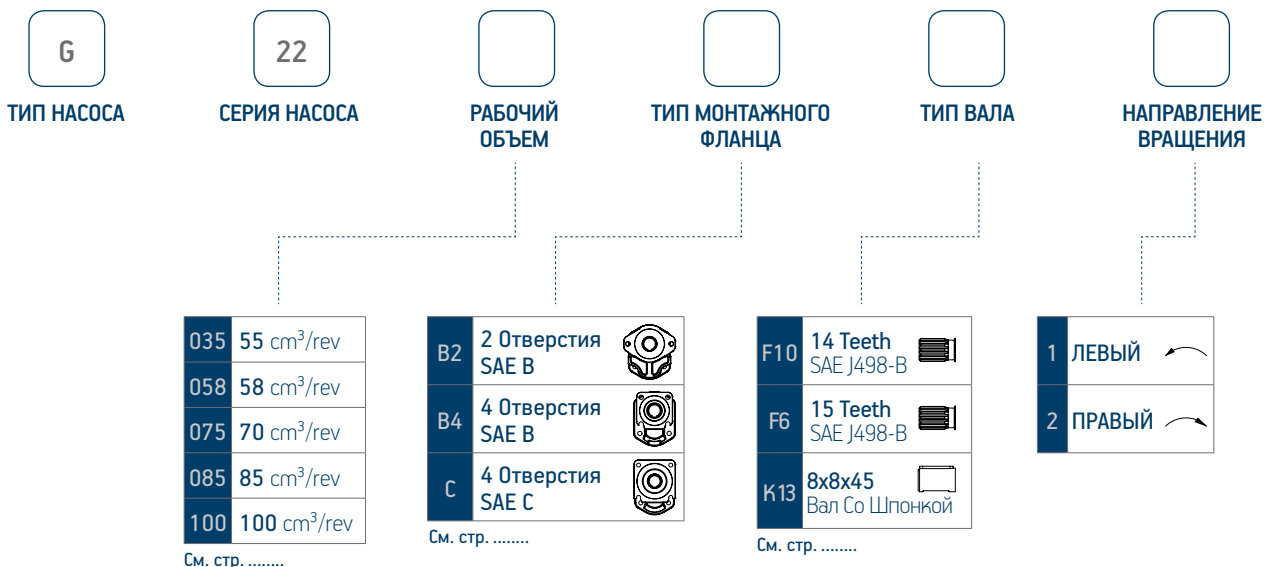 G
22
ТИП НАСОСА
СЕРИЯ НАСОСА
РАБОЧИЙ
ОБЪЕМ
ТИП МОНТАЖНОГО
ФЛАНЦА
ТИП ВАЛА
НАПРАВЛЕНИЕ
ВРАЩЕНИЯ
035 55 cm³/rev
058 58 cm³/rev
075 70 cm³/rev
085 85 cm³/rev
100 100 cm³/rev
См. стр. ........
B2 2 Отверстия
SAE B
B4 4 Отверстия
SAE B
C 4 Отверстия
SAE C
См. стр. ........
F10 14 Teeth
SAE J498-B
F6 15 Teeth
SAE J498-B
K13 8x8x45
Вал Со Шпонкой
См. стр. ........
1 ЛЕВЫЙ
2 ПРАВЫЙ